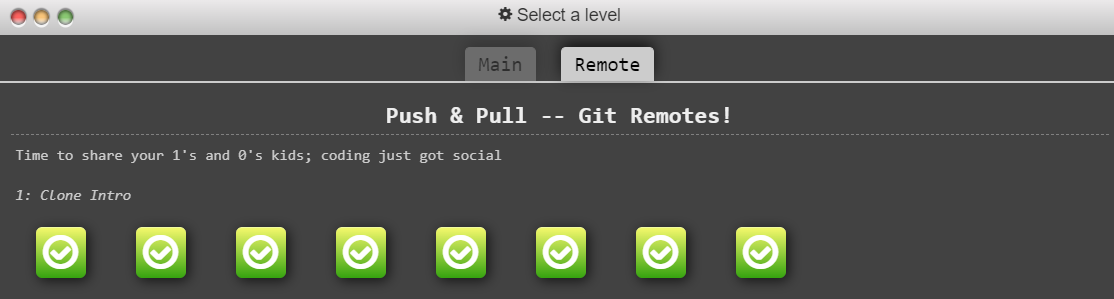 Select a level
Main
Remote
Push & Pull -- Git Remotes!
Time to share your 1's and 0's kids; coding just got social
1: Clone Intro